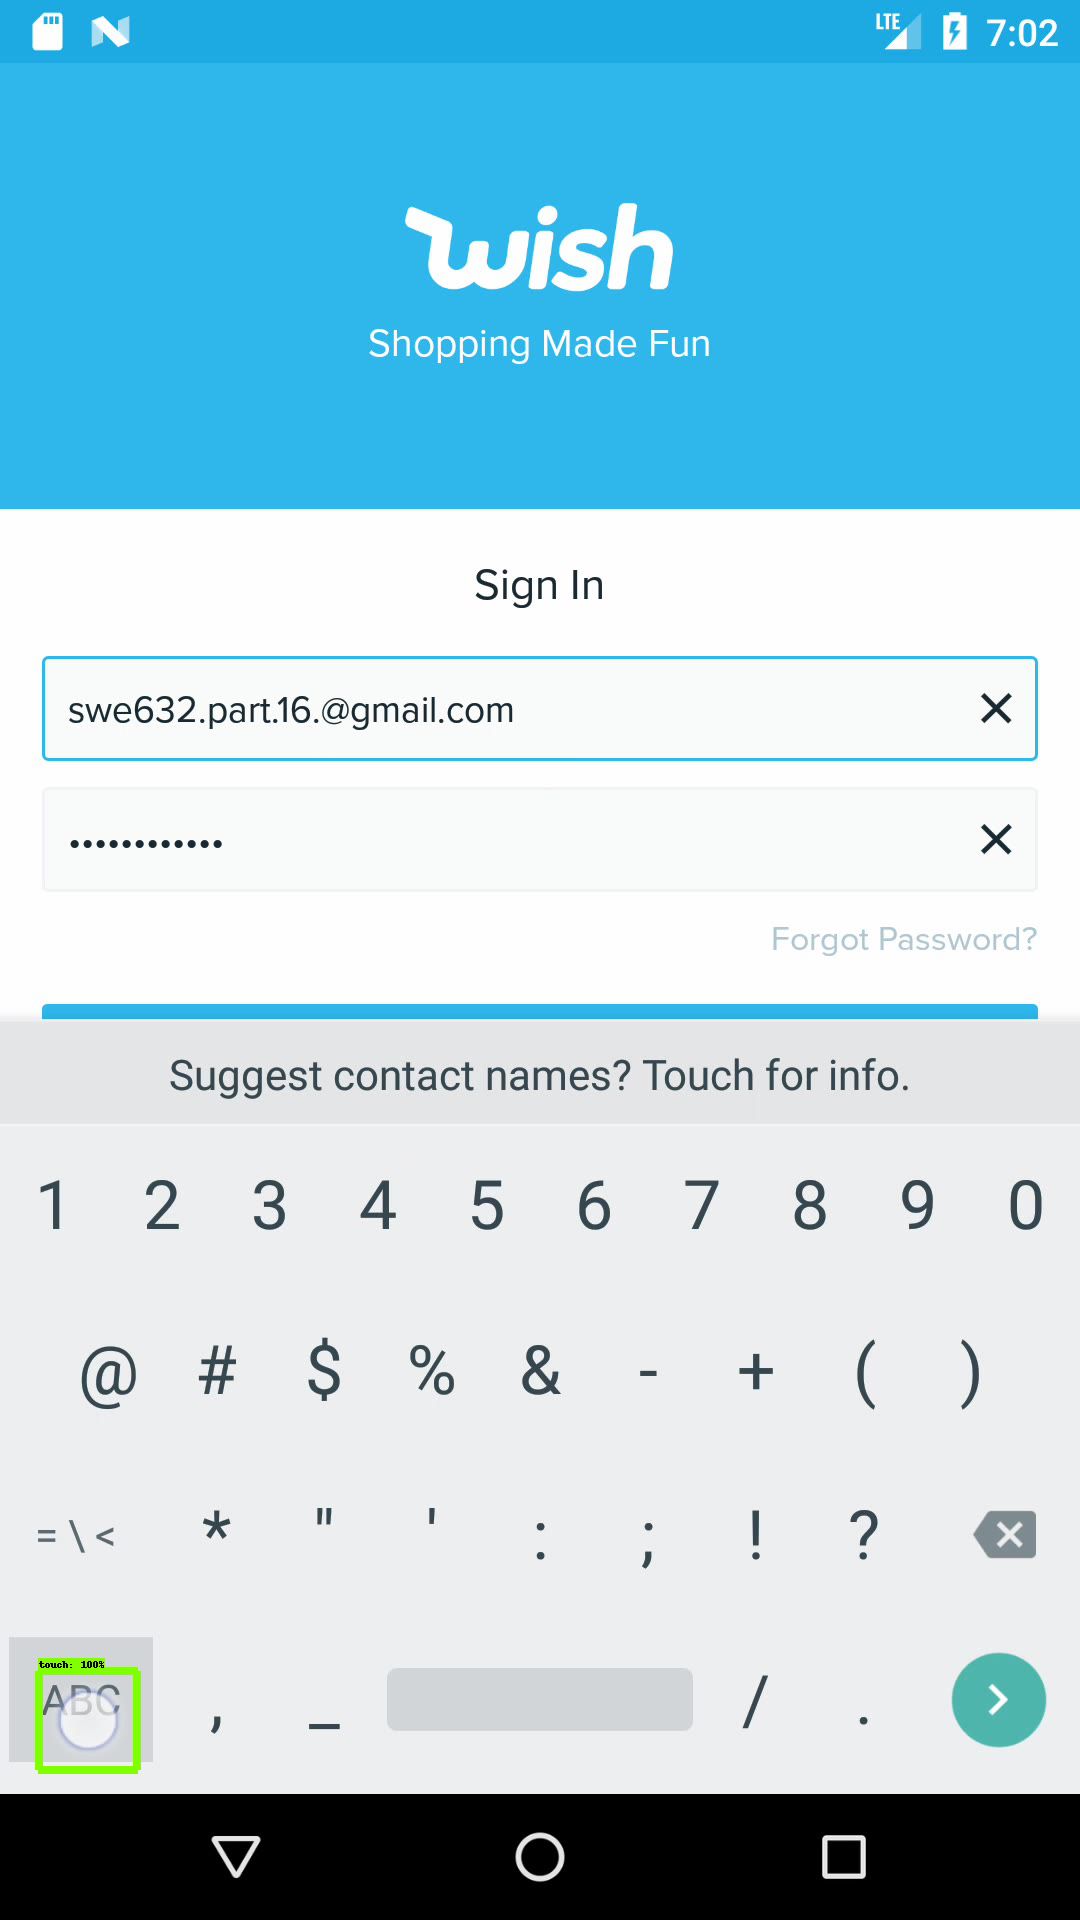 LTE 7:02
wish
Shopping Made Fun
Sign In
swe632.part.16.@gmail.com
••••••••••••
Forgot Password?
Suggest contact names? Touch for info.
1 2 3 4 5 6 7 8 9 0
@ # $ % & - + ( )
= \ < * " ' : ; ! ?
touch: 100%
ABC , _ / .